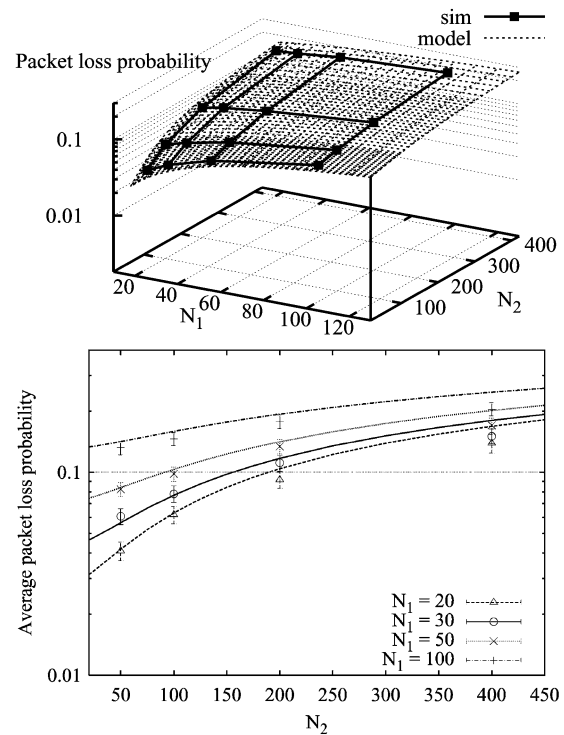 sim
model
Packet loss probability
0.1
0.01
20
40
60
80
100
120
N1
100
200
300
400
N2
Average packet loss probability
0.1
0.01
N1 = 20
N1 = 30
N1 = 50
N1 = 100
50 100 150 200 250 300 350 400 450
N2